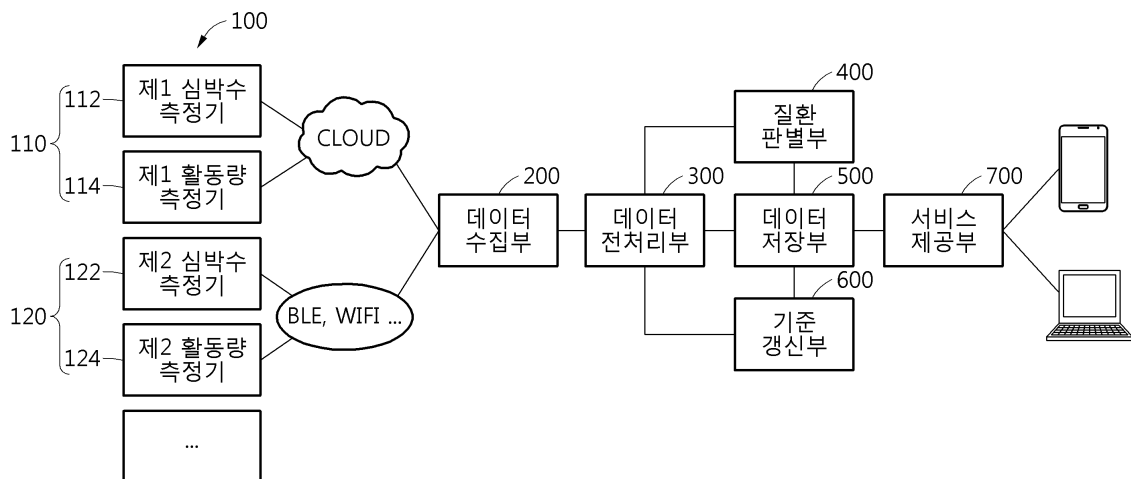 100
제1 심박수
측정기
112
110
제1 활동량
측정기
114
CLOUD
제2 심박수
측정기
122
120
제2 활동량
측정기
124
BLE, WIFI ...
...
200
데이터
수집부
300
데이터
전처리부
400
질환
판별부
500
데이터
저장부
600
기준
갱신부
700
서비스
제공부